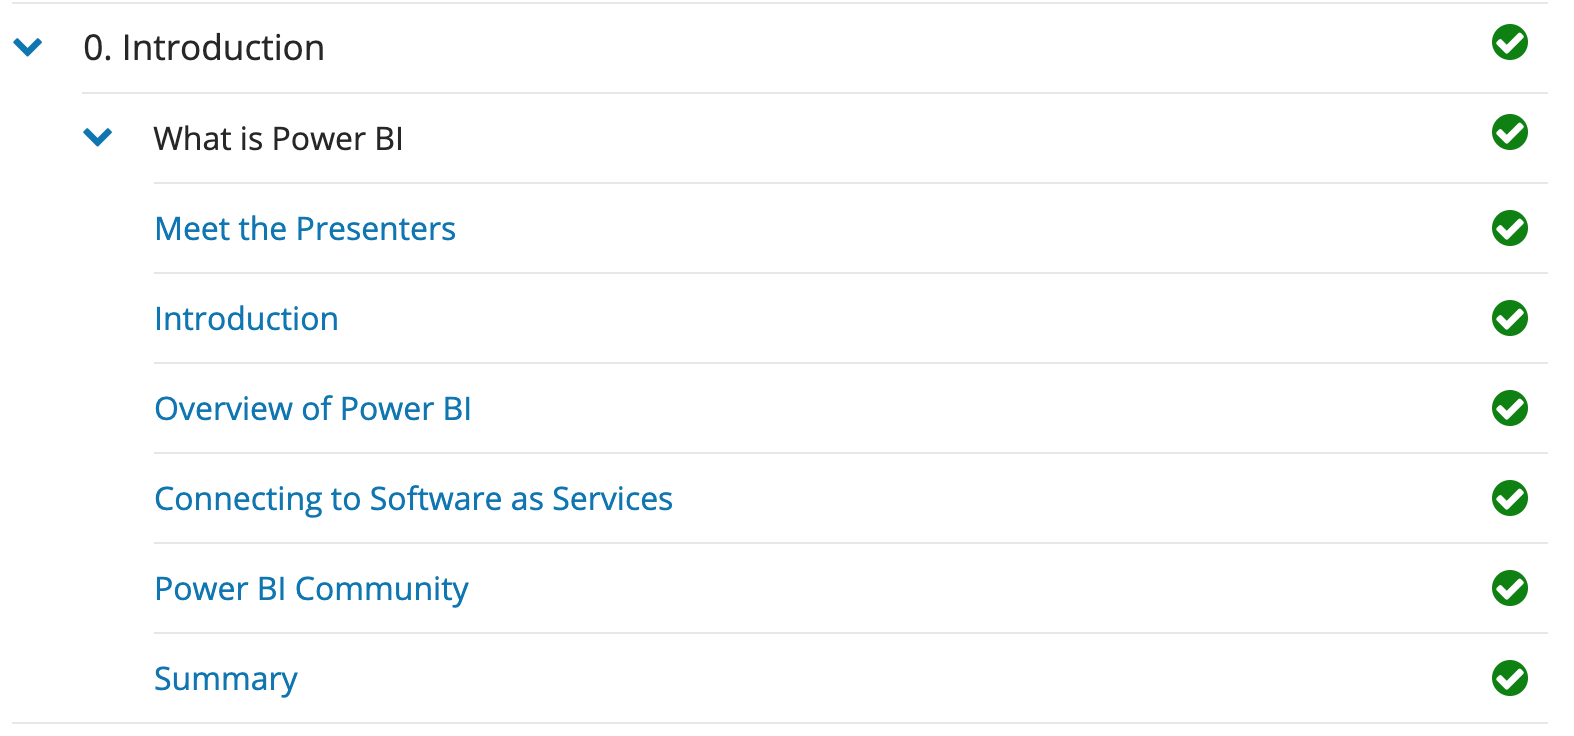 0. Introduction
What is Power BI
Meet the Presenters
Introduction
Overview of Power BI
Connecting to Software as Services
Power BI Community
Summary